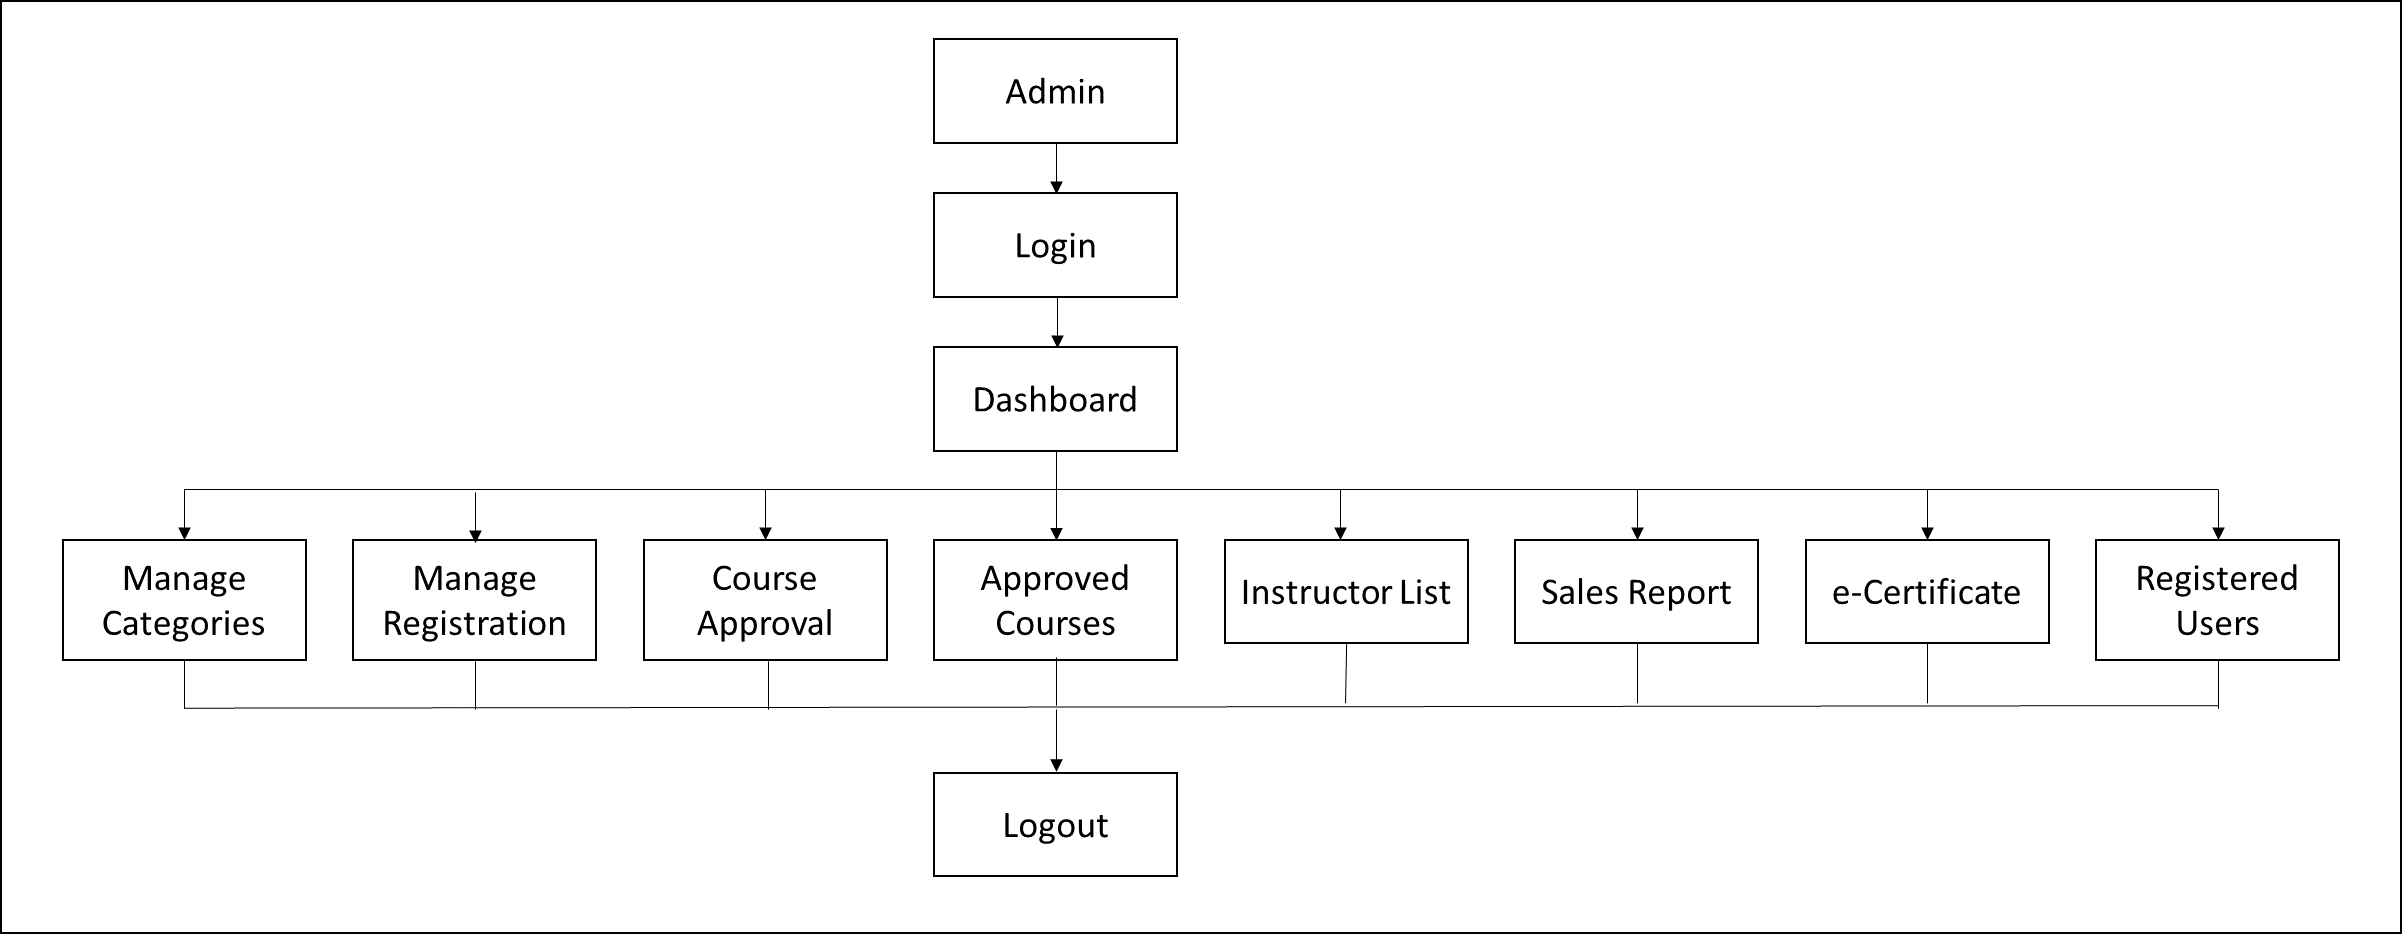 Admin
Login
Dashboard
Manage
Categories
Manage
Registration
Course
Approval
Approved
Courses
Instructor List
Sales Report
e-Certificate
Registered
Users
Logout